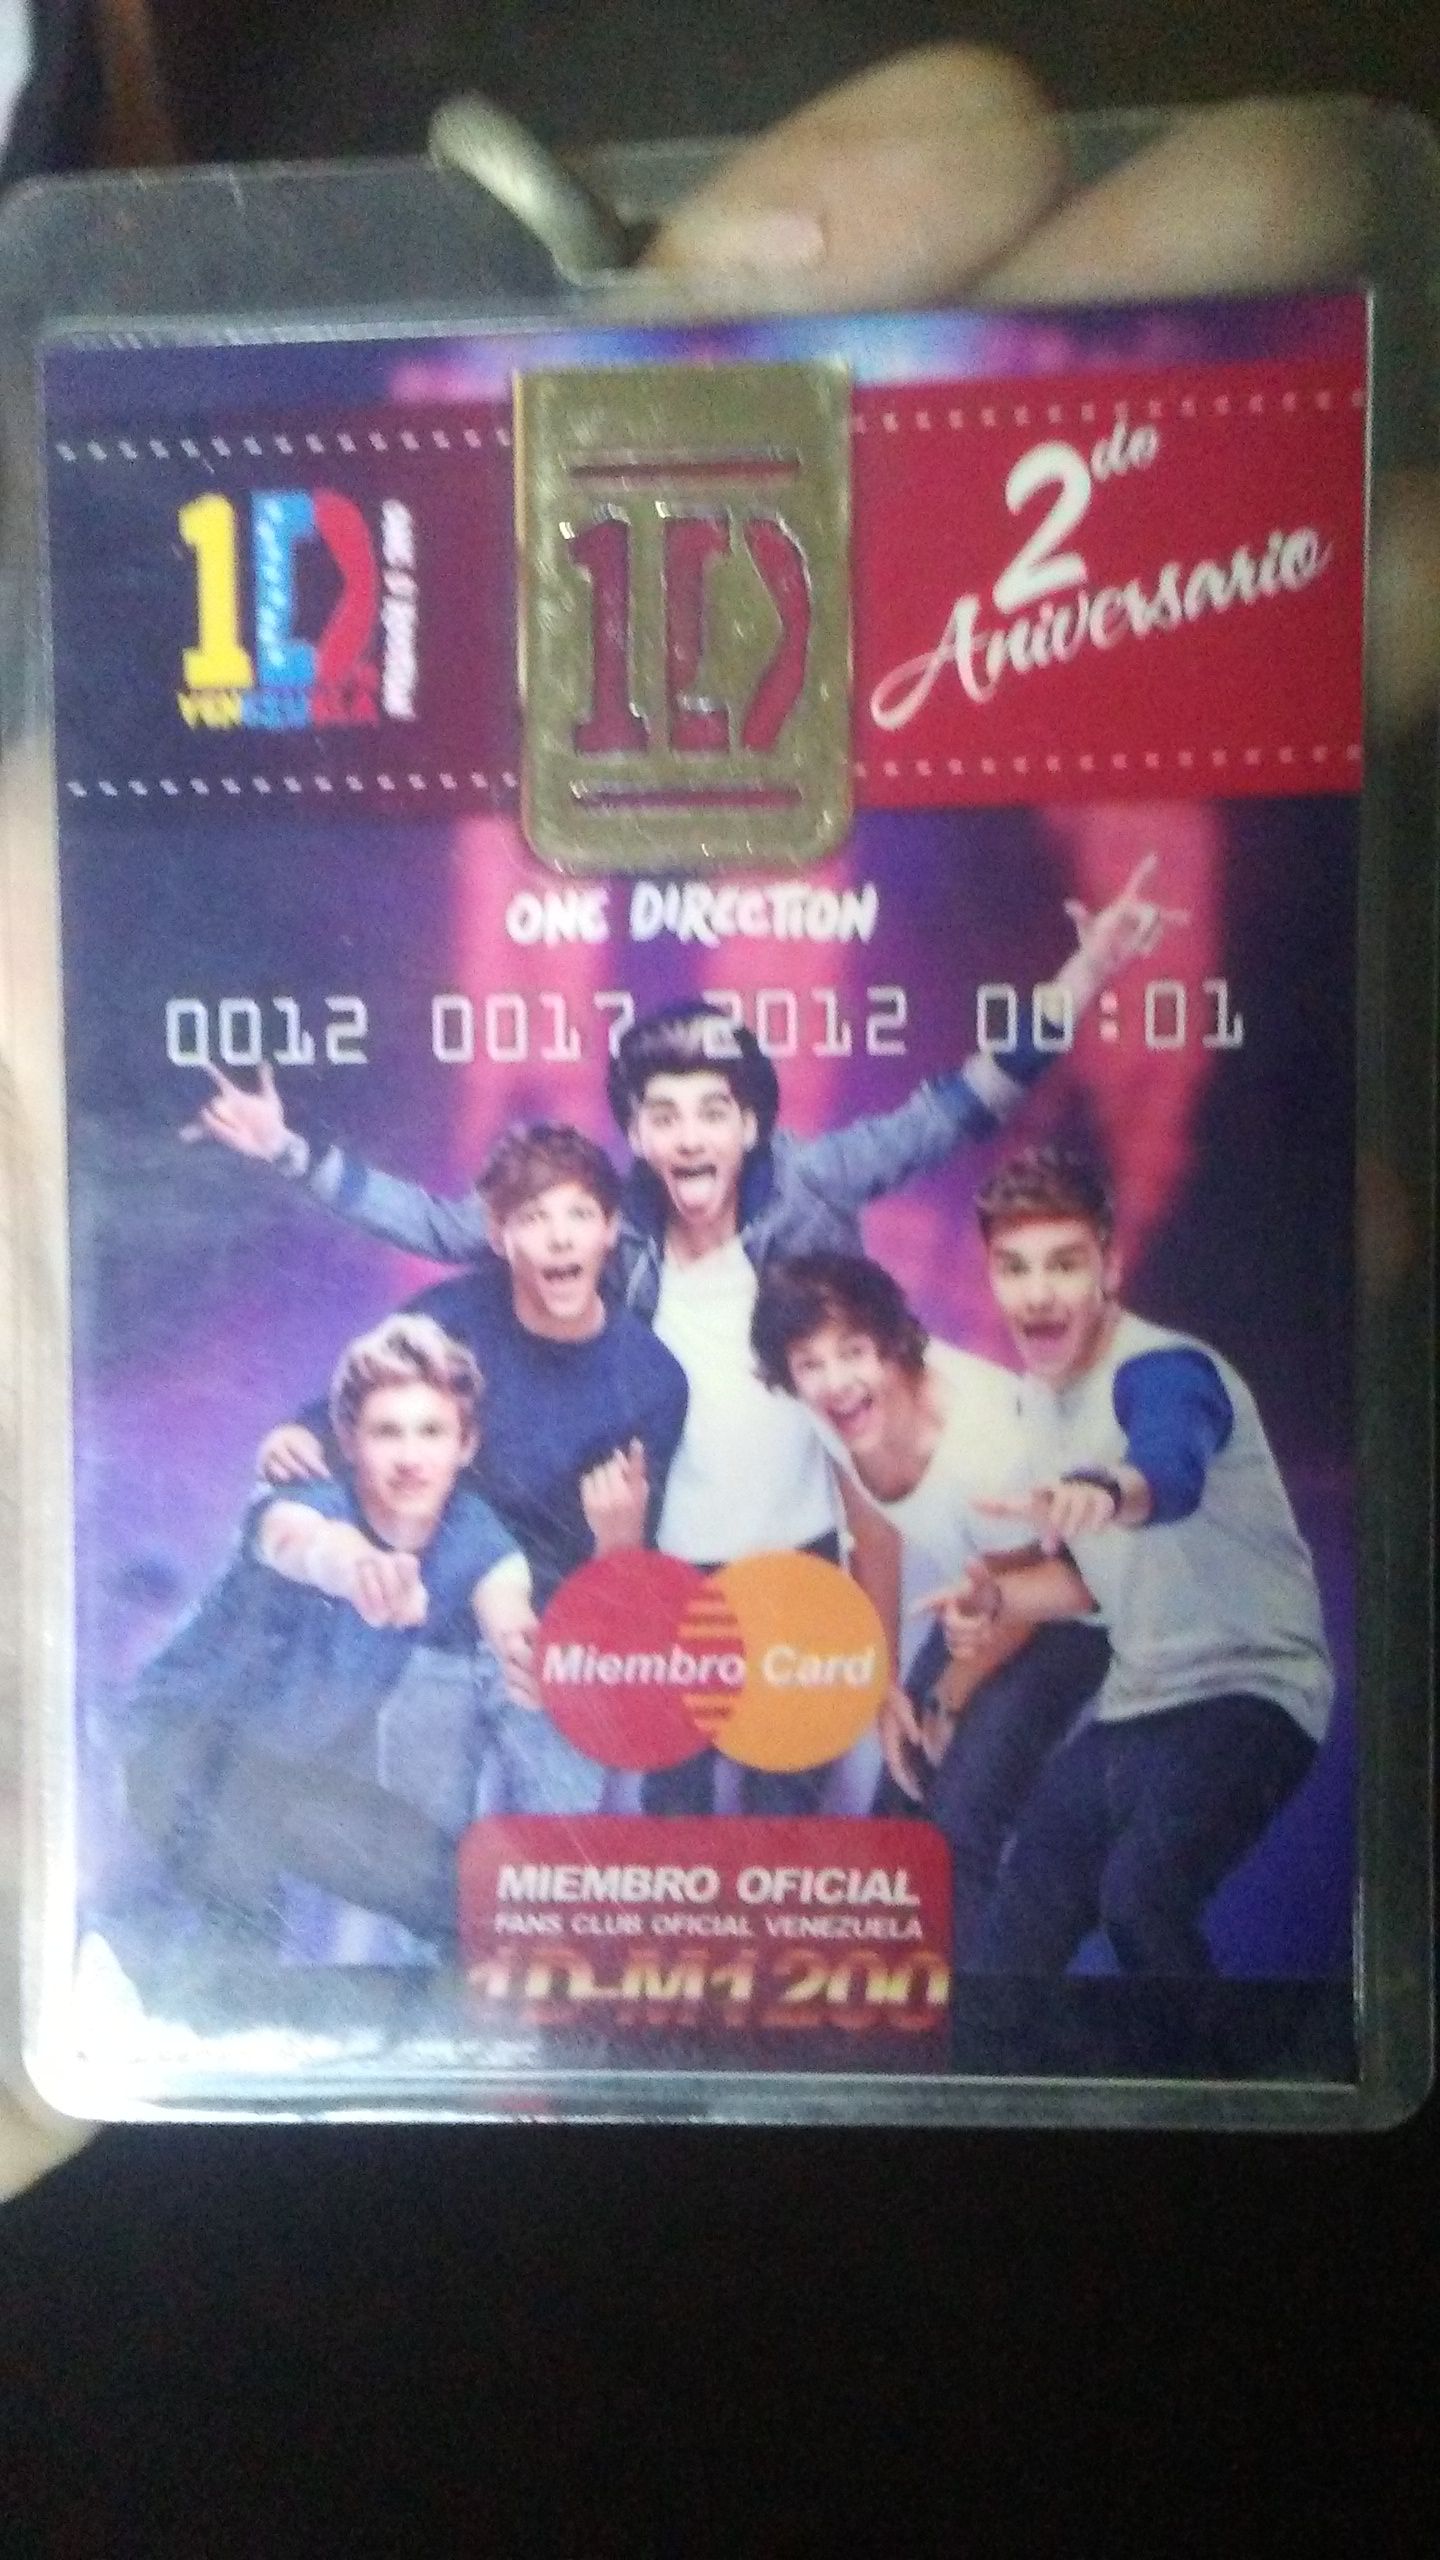 1D
VENEZUELA
1D
2do
Aniversario
ONE DIRECTION
0012 0017 2012 00:01
Miembro Card
MIEMBRO OFICIAL
FANS CLUB OFICIAL VENEZUELA
1D-M1200